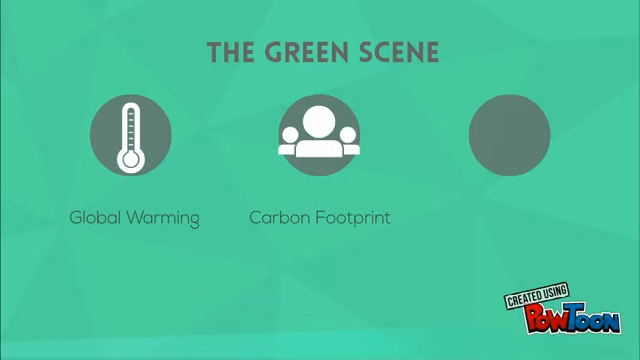 THE GREEN SCENE
Global Warming
Carbon Footprint
CREATED USING
POWTOON